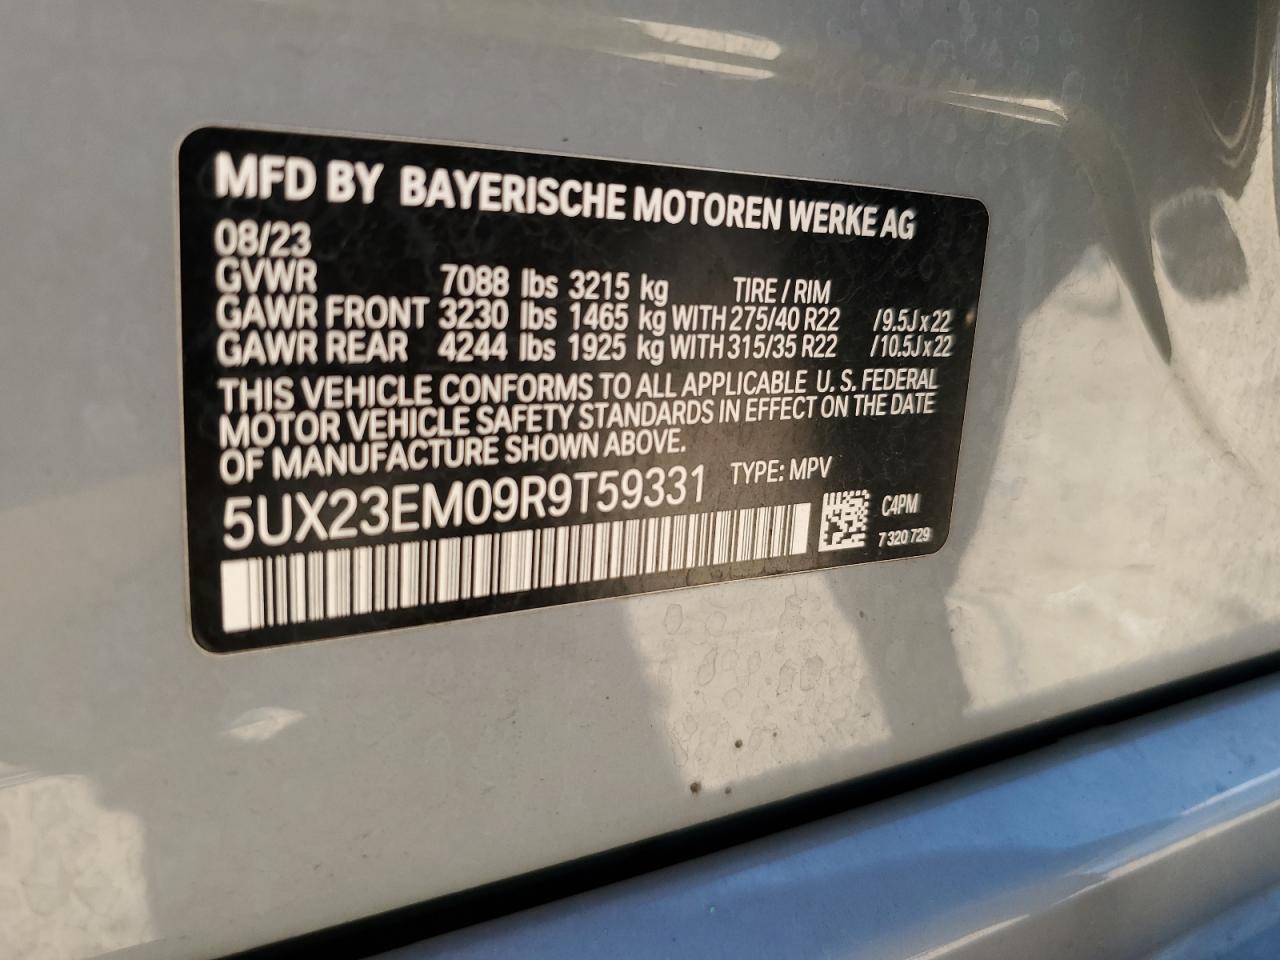 MFD BY BAYERISCHE MOTOREN WERKE AG
08/23
GVWR 7088 lbs 3215 kg TIRE / RIM
GAWR FRONT 3230 lbs 1465 kg WITH 275/40 R22 /9.5J x 22
GAWR REAR 4244 lbs 1925 kg WITH 315/35 R22 /10.5J x 22
THIS VEHICLE CONFORMS TO ALL APPLICABLE U. S. FEDERAL
MOTOR VEHICLE SAFETY STANDARDS IN EFFECT ON THE DATE
OF MANUFACTURE SHOWN ABOVE.
5UX23EM09R9T59331 TYPE: MPV
C4PM
7 320 729